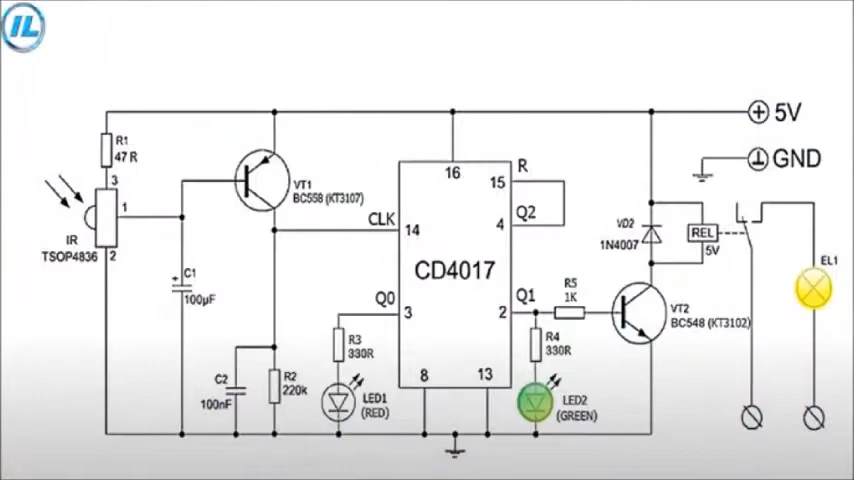 IL
5V
GND
R1
47 R
3
1
2
IR
TSOP4836
VT1
BC558 (KT3107)
C1
+
100µF
C2
100nF
R2
220k
CLK
14
16
R
15
Q2
4
CD4017
Q0
3
Q1
2
8
13
R3
330R
LED1
(RED)
R4
330R
LED2
(GREEN)
R5
1K
VD2
1N4007
REL
5V
VT2
BC548 (KT3102)
EL1